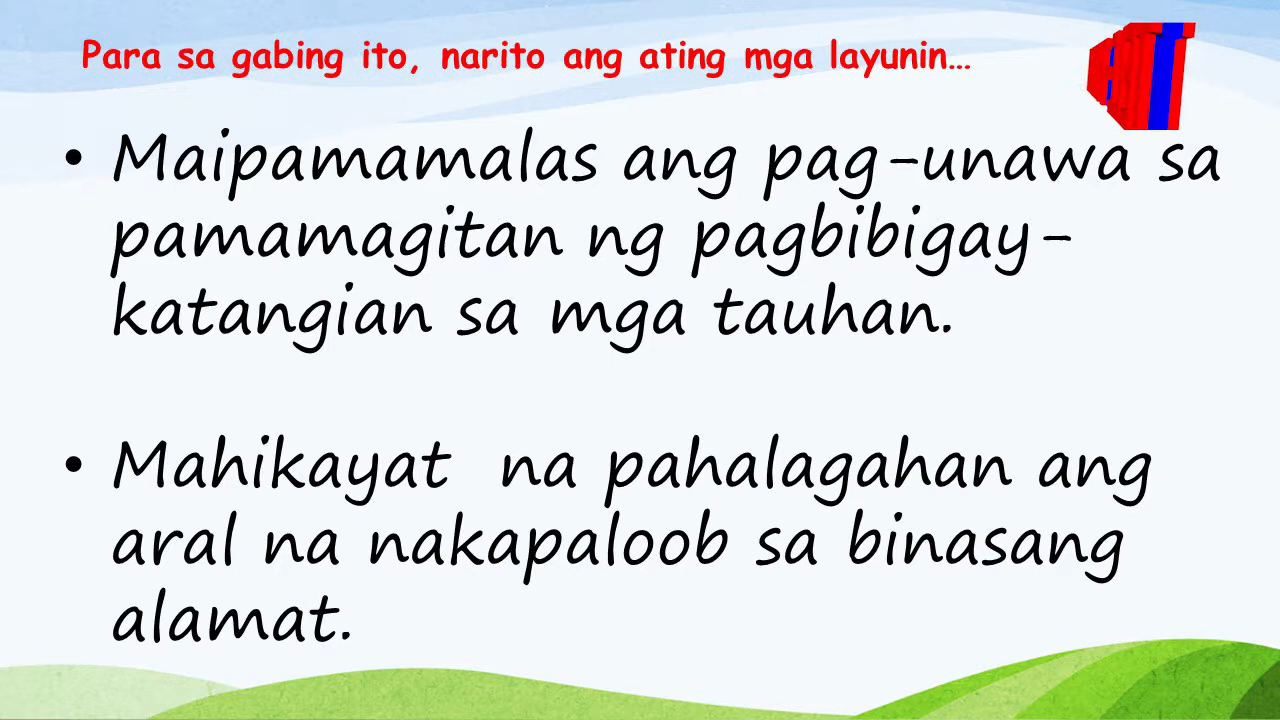 Para sa gabing ito, narito ang ating mga layunin…
• Maipamamalas ang pag-unawa sa
pamamagitan ng pagbibigay-
katangian sa mga tauhan.
• Mahikayat na pahalagahan ang
aral na nakapaloob sa binasang
alamat.